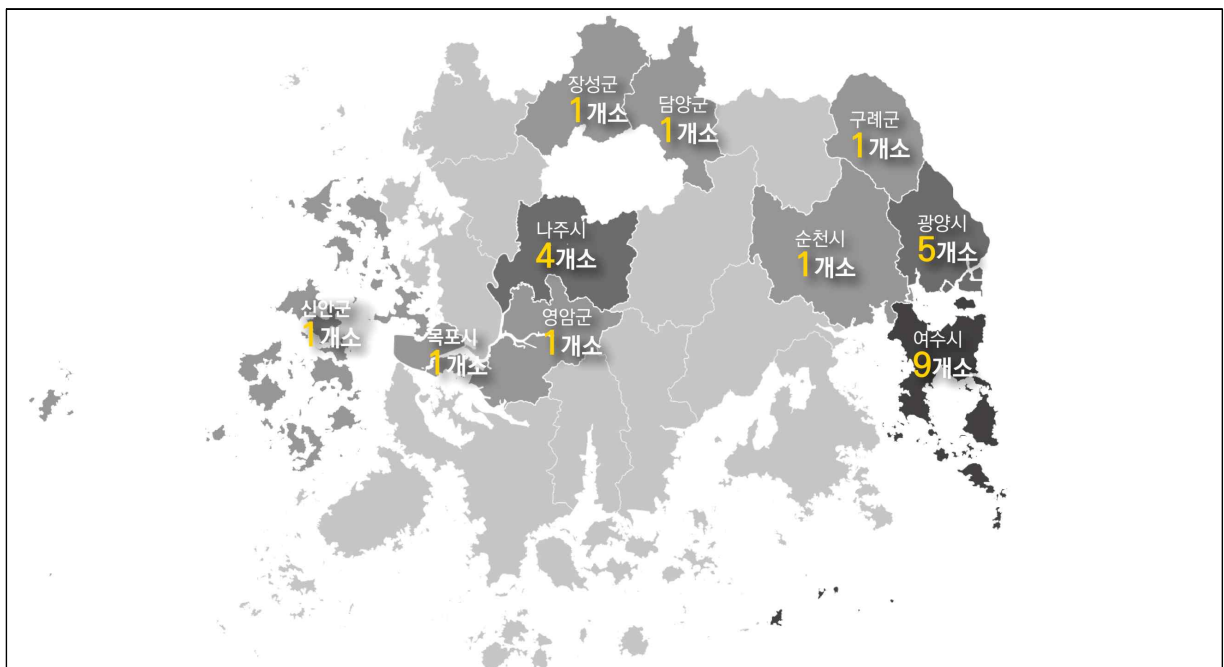 장성군
1개소
담양군
1개소
구례군
1개소
나주시
4개소
순천시
1개소
광양시
5개소
신안군
1개소
목포시
1개소
영암군
1개소
여수시
9개소